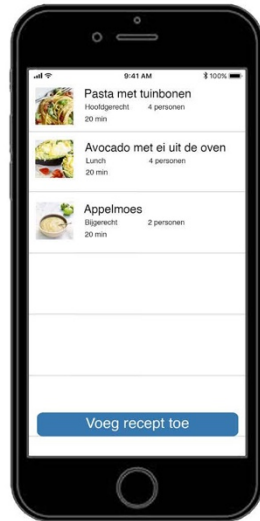 9:41 AM 100%
Pasta met tuinbonen
Hoofdgerecht 4 personen
20 min
Avocado met ei uit de oven
Lunch 4 personen
20 min
Appelmoes
Bijgerecht 2 personen
20 min
Voeg recept toe